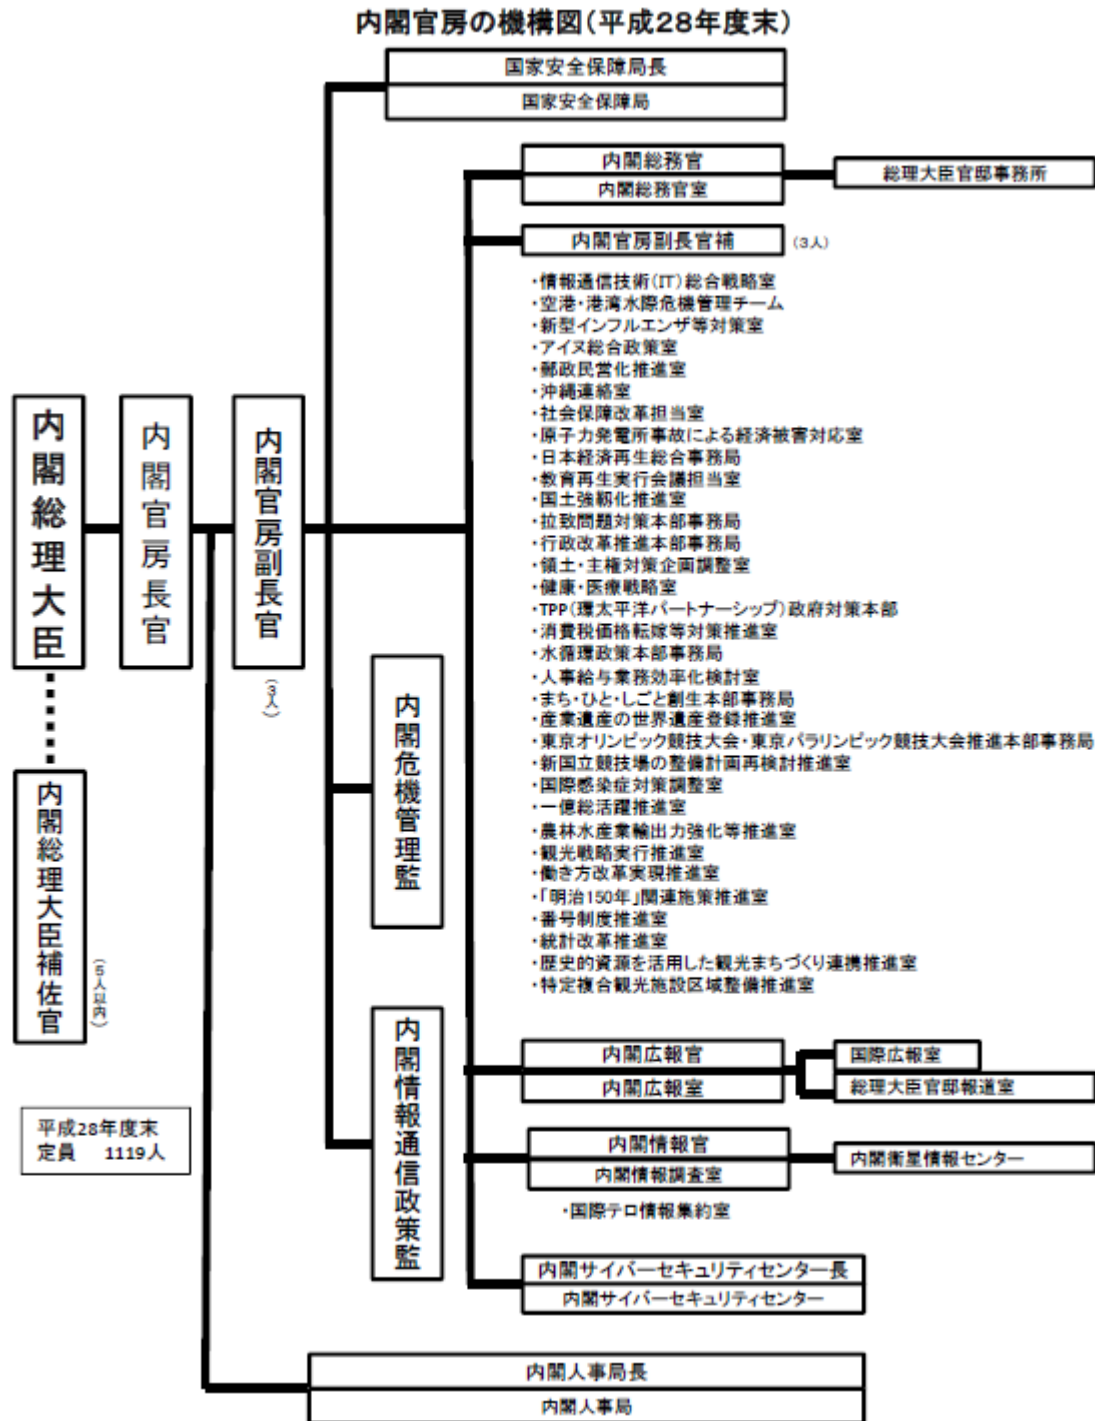 内閣官房の機構図(平成28年度末)
国家安全保障局長
国家安全保障局
内閣総務官
内閣総務官室
総理大臣官邸事務所
内閣官房副長官補
(3人)
・情報通信技術(IT)総合戦略室
・空港・港湾水際危機管理チーム
・新型インフルエンザ等対策室
・アイヌ総合政策室
・郵政民営化推進室
・沖縄連絡室
・社会保障改革担当室
・原子力発電所事故による経済被害対応室
・日本経済再生総合事務局
・教育再生実行会議担当室
・国土強靱化推進室
・拉致問題対策本部事務局
・行政改革推進本部事務局
・領土・主権対策企画調整室
・健康・医療戦略室
・TPP(環太平洋パートナーシップ)政府対策本部
・消費税価格転嫁等対策推進室
・水循環政策本部事務局
・人事給与業務効率化検討室
・まち・ひと・しごと創生本部事務局
・産業遺産の世界遺産登録推進室
・東京オリンピック競技大会・東京パラリンピック競技大会推進本部事務局
・新国立競技場の整備計画再検討推進室
・国際感染症対策調整室
・一億総活躍推進室
・農林水産業輸出力強化等推進室
・観光戦略実行推進室
・働き方改革実現推進室
・「明治150年」関連施策推進室
・番号制度推進室
・統計改革推進室
・歴史的資源を活用した観光まちづくり連携推進室
・特定複合観光施設区域整備推進室
内閣総理大臣
内閣官房長官
内閣官房副長官
(3人)
内閣危機管理監
内閣総理大臣補佐官
(5人以内)
内閣情報通信政策監
平成28年度末
定員 1119人
内閣広報官
内閣広報室
国際広報室
総理大臣官邸報道室
内閣情報官
内閣情報調査室
内閣衛星情報センター
・国際テロ情報集約室
内閣サイバーセキュリティセンター長
内閣サイバーセキュリティセンター
内閣人事局長
内閣人事局